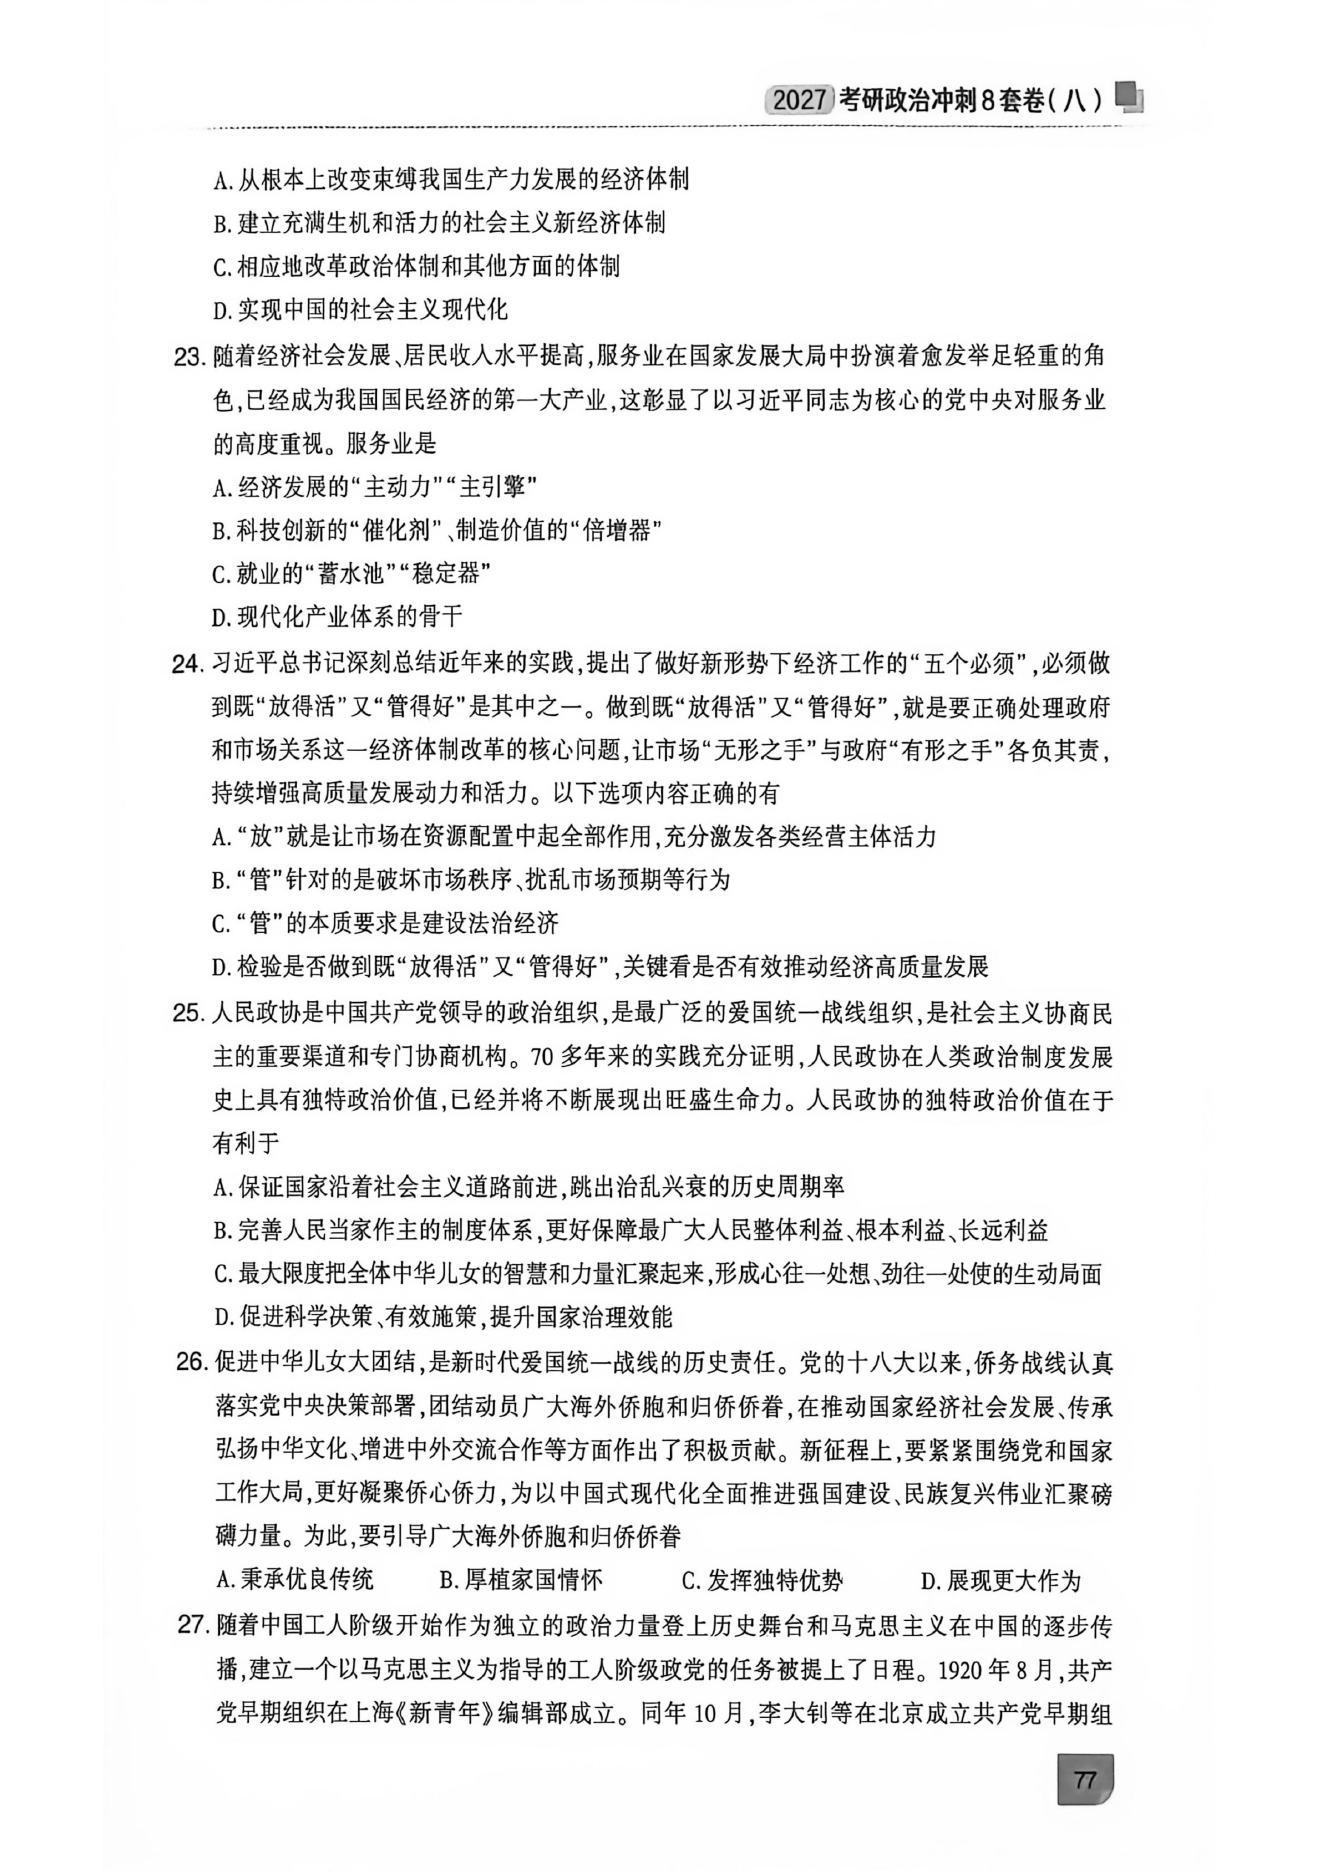 2027 考研政治冲刺8套卷(八)
A.从根本上改变束缚我国生产力发展的经济体制
B.建立充满生机和活力的社会主义新经济体制
C.相应地改革政治体制和其他方面的体制
D.实现中国的社会主义现代化
23.随着经济社会发展、居民收入水平提高,服务业在国家发展大局中扮演着愈发举足轻重的角
色,已经成为我国国民经济的第一大产业,这彰显了以习近平同志为核心的党中央对服务业
的高度重视。服务业是
A.经济发展的“主动力”“主引擎”
B.科技创新的“催化剂”、制造价值的“倍增器”
C.就业的“蓄水池”“稳定器”
D.现代化产业体系的骨干
24.习近平总书记深刻总结近年来的实践,提出了做好新形势下经济工作的“五个必须”,必须做
到既“放得活”又“管得好”是其中之一。做到既“放得活”又“管得好”,就是要正确处理政府
和市场关系这一经济体制改革的核心问题,让市场“无形之手”与政府“有形之手”各负其责,
持续增强高质量发展动力和活力。以下选项内容正确的有
A.“放”就是让市场在资源配置中起全部作用,充分激发各类经营主体活力
B.“管”针对的是破坏市场秩序、扰乱市场预期等行为
C.“管”的本质要求是建设法治经济
D.检验是否做到既“放得活”又“管得好”,关键看是否有效推动经济高质量发展
25.人民政协是中国共产党领导的政治组织,是最广泛的爱国统一战线组织,是社会主义协商民
主的重要渠道和专门协商机构。70多年来的实践充分证明,人民政协在人类政治制度发展
史上具有独特政治价值,已经并将不断展现出旺盛生命力。人民政协的独特政治价值在于
有利于
A.保证国家沿着社会主义道路前进,跳出治乱兴衰的历史周期率
B.完善人民当家作主的制度体系,更好保障最广大人民整体利益、根本利益、长远利益
C.最大限度把全体中华儿女的智慧和力量汇聚起来,形成心往一处想、劲往一处使的生动局面
D.促进科学决策、有效施策,提升国家治理效能
26.促进中华儿女大团结,是新时代爱国统一战线的历史责任。党的十八大以来,侨务战线认真
落实党中央决策部署,团结动员广大海外侨胞和归侨侨眷,在推动国家经济社会发展、传承
弘扬中华文化、增进中外交流合作等方面作出了积极贡献。新征程上,要紧紧围绕党和国家
工作大局,更好凝聚侨心侨力,为以中国式现代化全面推进强国建设、民族复兴伟业汇聚磅
礴力量。为此,要引导广大海外侨胞和归侨侨眷
A.秉承优良传统 B.厚植家国情怀 C.发挥独特优势 D.展现更大作为
27.随着中国工人阶级开始作为独立的政治力量登上历史舞台和马克思主义在中国的逐步传
播,建立一个以马克思主义为指导的工人阶级政党的任务被提上了日程。1920年8月,共产
党早期组织在上海《新青年》编辑部成立。同年10月,李大钊等在北京成立共产党早期组
77